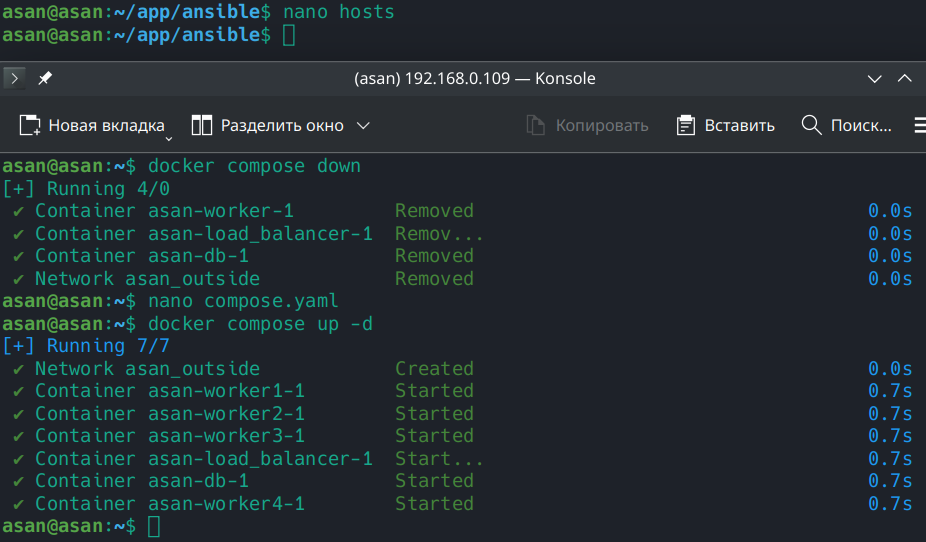 asan@asan:~/app/ansible$ nano hosts
asan@asan:~/app/ansible$
(asan) 192.168.0.109 — Konsole
Новая вкладка Разделить окно Копировать Вставить Поиск...
asan@asan:~$ docker compose down
[+] Running 4/0
✔ Container asan-worker-1 Removed 0.0s
✔ Container asan-load_balancer-1 Remov... 0.0s
✔ Container asan-db-1 Removed 0.0s
✔ Network asan_outside Removed 0.0s
asan@asan:~$ nano compose.yaml
asan@asan:~$ docker compose up -d
[+] Running 7/7
✔ Network asan_outside Created 0.0s
✔ Container asan-worker1-1 Started 0.7s
✔ Container asan-worker2-1 Started 0.7s
✔ Container asan-worker3-1 Started 0.7s
✔ Container asan-load_balancer-1 Start... 0.7s
✔ Container asan-db-1 Started 0.7s
✔ Container asan-worker4-1 Started 0.7s
asan@asan:~$